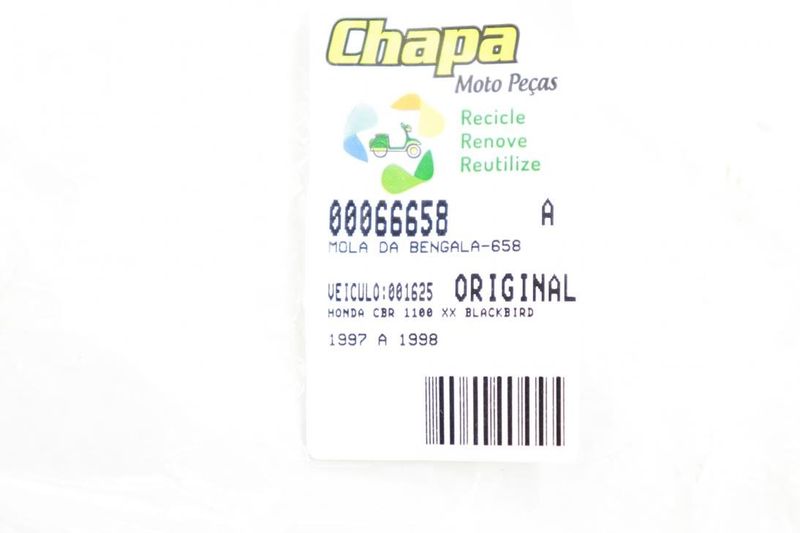 Chapa
Moto Peças
Recicle
Renove
Reutilize
00066658 A
MOLA DA BENGALA-658
VEICULO:001625 ORIGINAL
HONDA CBR 1100 XX BLACKBIRD
1997 A 1998